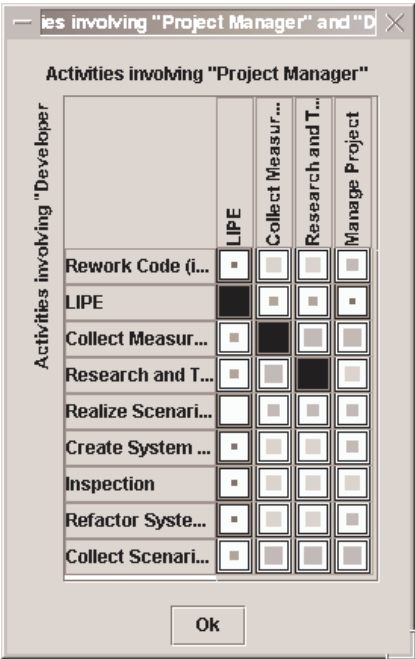 ies involving "Project Manager" and "D
Activities involving "Project Manager"
Activities involving "Developer
LIPE
Collect Measur...
Research and T...
Manage Project
Rework Code (i...
LIPE
Collect Measur...
Research and T...
Realize Scenari...
Create System ...
Inspection
Refactor Syste...
Collect Scenari...
Ok